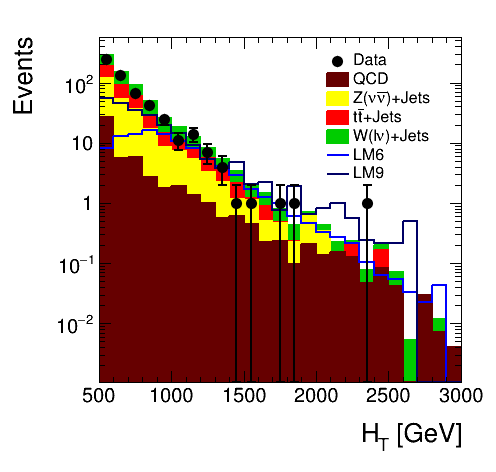 Events
Data
QCD
Z(νν̅)+Jets
tt̅+Jets
W(lν)+Jets
LM6
LM9
10²
10
1
10⁻¹
10⁻²
500 1000 1500 2000 2500 3000
H_T [GeV]